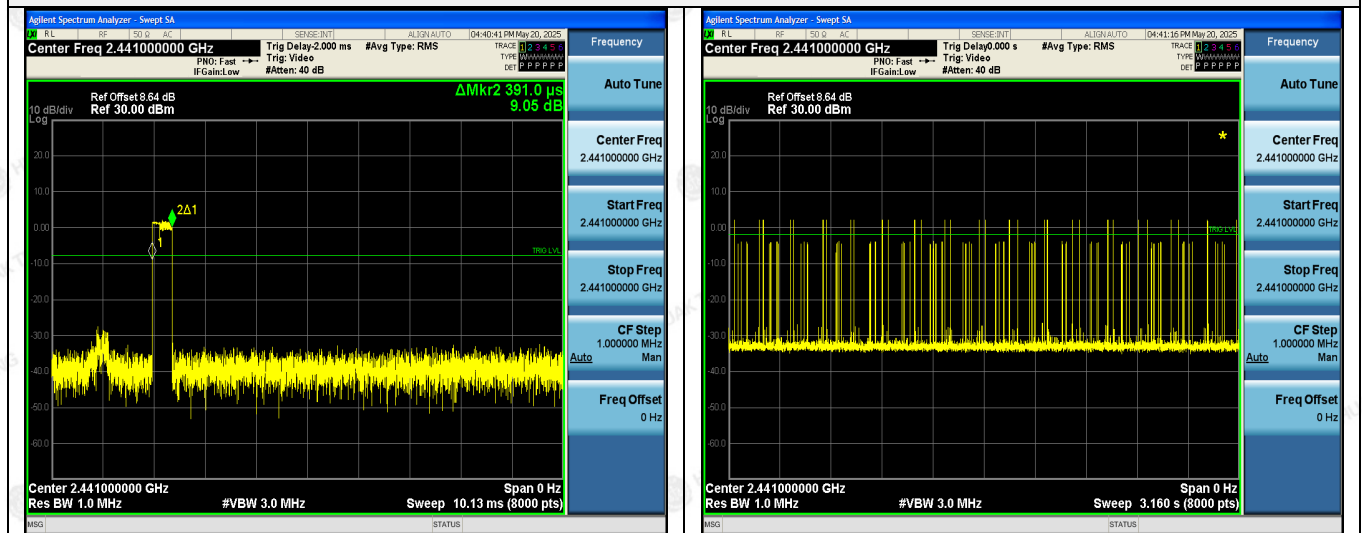 Agilent Spectrum Analyzer - Swept SA
LXI RL RF 50 Ω AC SENSE:INT ALIGN AUTO 04:40:41 PM May 20, 2025
Center Freq 2.441000000 GHz
Trig Delay-2.000 ms #Avg Type: RMS
TRACE 1 2 3 4 5 6
PNO: Fast Trig: Video
TYPE W
IFGain:Low #Atten: 40 dB
DET P P P P P P
ΔMkr2 391.0 µs
9.05 dB
Ref Offset 8.64 dB
10 dB/div Ref 30.00 dBm
Log
20.0
10.0
0.00
-10.0
-20.0
-30.0
-40.0
-50.0
-60.0
2Δ1
1
TRIG LVL
Center 2.441000000 GHz Span 0 Hz
Res BW 1.0 MHz #VBW 3.0 MHz Sweep 10.13 ms (8000 pts)
MSG STATUS
Frequency
Auto Tune
Center Freq
2.441000000 GHz
Start Freq
2.441000000 GHz
Stop Freq
2.441000000 GHz
CF Step
1.000000 MHz
Auto Man
Freq Offset
0 Hz
Agilent Spectrum Analyzer - Swept SA
LXI RL RF 50 Ω AC SENSE:INT ALIGN AUTO 04:41:16 PM May 20, 2025
Center Freq 2.441000000 GHz
Trig Delay0.000 s #Avg Type: RMS
TRACE 1 2 3 4 5 6
PNO: Fast Trig: Video
TYPE W
IFGain:Low #Atten: 40 dB
DET P P P P P P
Ref Offset 8.64 dB
10 dB/div Ref 30.00 dBm
Log
*
20.0
10.0
0.00
-10.0
-20.0
-30.0
-40.0
-50.0
-60.0
TRIG LVL
Center 2.441000000 GHz Span 0 Hz
Res BW 1.0 MHz #VBW 3.0 MHz Sweep 3.160 s (8000 pts)
MSG STATUS
Frequency
Auto Tune
Center Freq
2.441000000 GHz
Start Freq
2.441000000 GHz
Stop Freq
2.441000000 GHz
CF Step
1.000000 MHz
Auto Man
Freq Offset
0 Hz